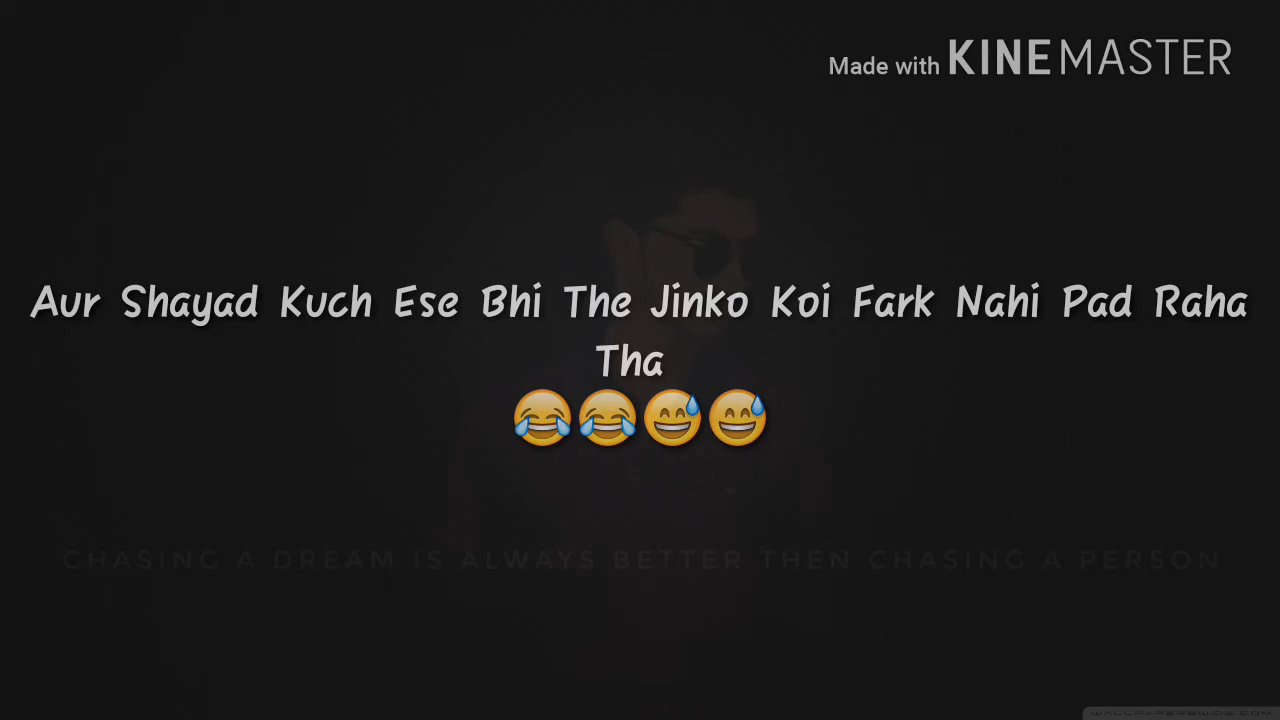 Made with KINEMASTER
Aur Shayad Kuch Ese Bhi The Jinko Koi Fark Nahi Pad Raha
Tha
😂😂😅😅
CHASING A DREAM IS ALWAYS BETTER THEN CHASING A PERSON